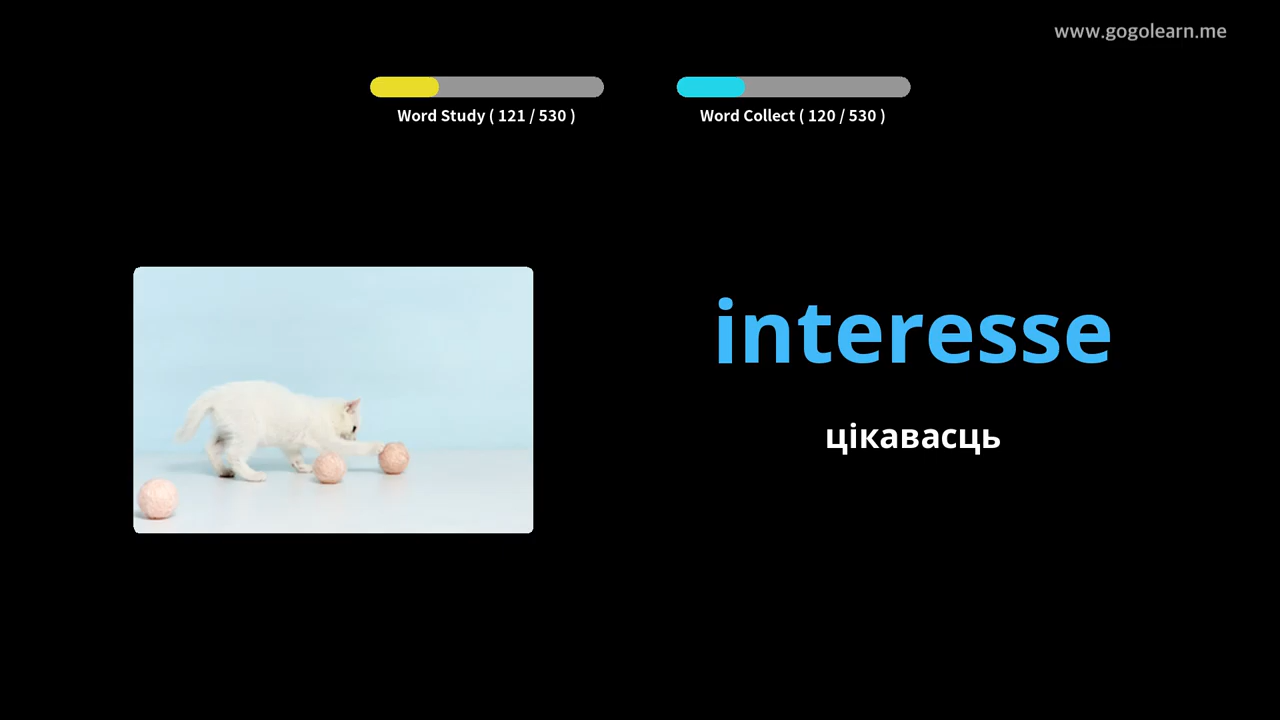 www.gogolearn.me
Word Study ( 121 / 530 )
Word Collect ( 120 / 530 )
interesse
цікавасць